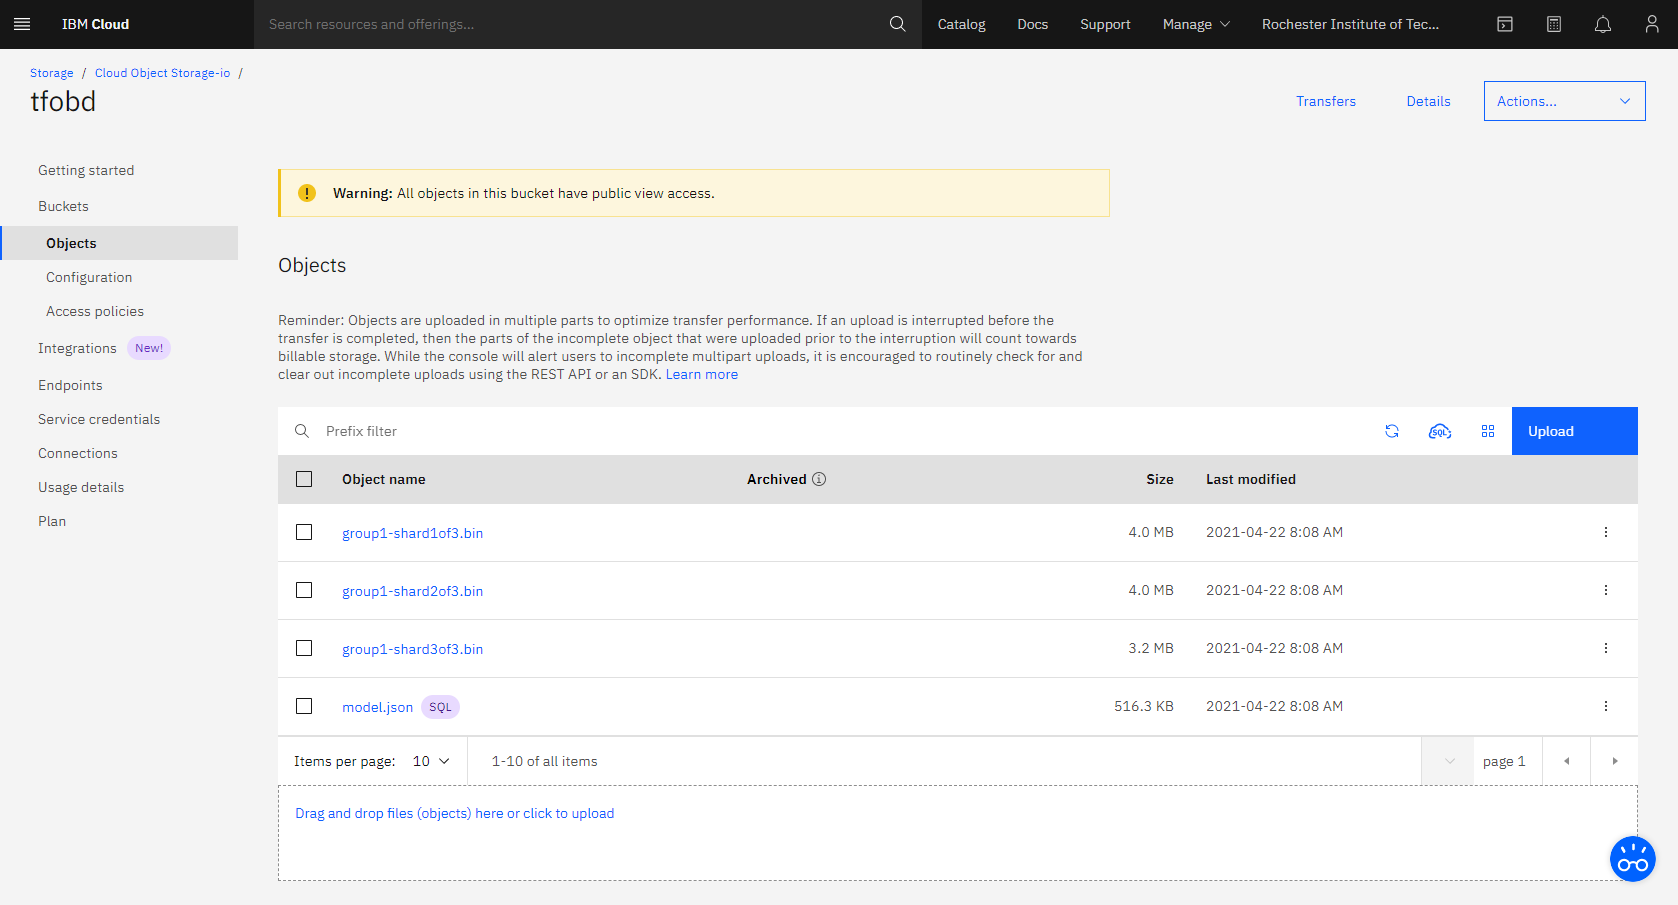 IBM Cloud
Search resources and offerings...
Catalog
Docs
Support
Manage
Rochester Institute of Tec...
Storage / Cloud Object Storage-io /
tfobd
Transfers
Details
Actions...
Getting started
Buckets
Objects
Configuration
Access policies
Integrations New!
Endpoints
Service credentials
Connections
Usage details
Plan
Warning: All objects in this bucket have public view access.
Objects
Reminder: Objects are uploaded in multiple parts to optimize transfer performance. If an upload is interrupted before the
transfer is completed, then the parts of the incomplete object that were uploaded prior to the interruption will count towards
billable storage. While the console will alert users to incomplete multipart uploads, it is encouraged to routinely check for and
clear out incomplete uploads using the REST API or an SDK. Learn more
Prefix filter
SQL
Upload
Object name Archived Size Last modified
group1-shard1of3.bin 4.0 MB 2021-04-22 8:08 AM
group1-shard2of3.bin 4.0 MB 2021-04-22 8:08 AM
group1-shard3of3.bin 3.2 MB 2021-04-22 8:08 AM
model.json SQL 516.3 KB 2021-04-22 8:08 AM
Items per page: 10 1-10 of all items page 1
Drag and drop files (objects) here or click to upload